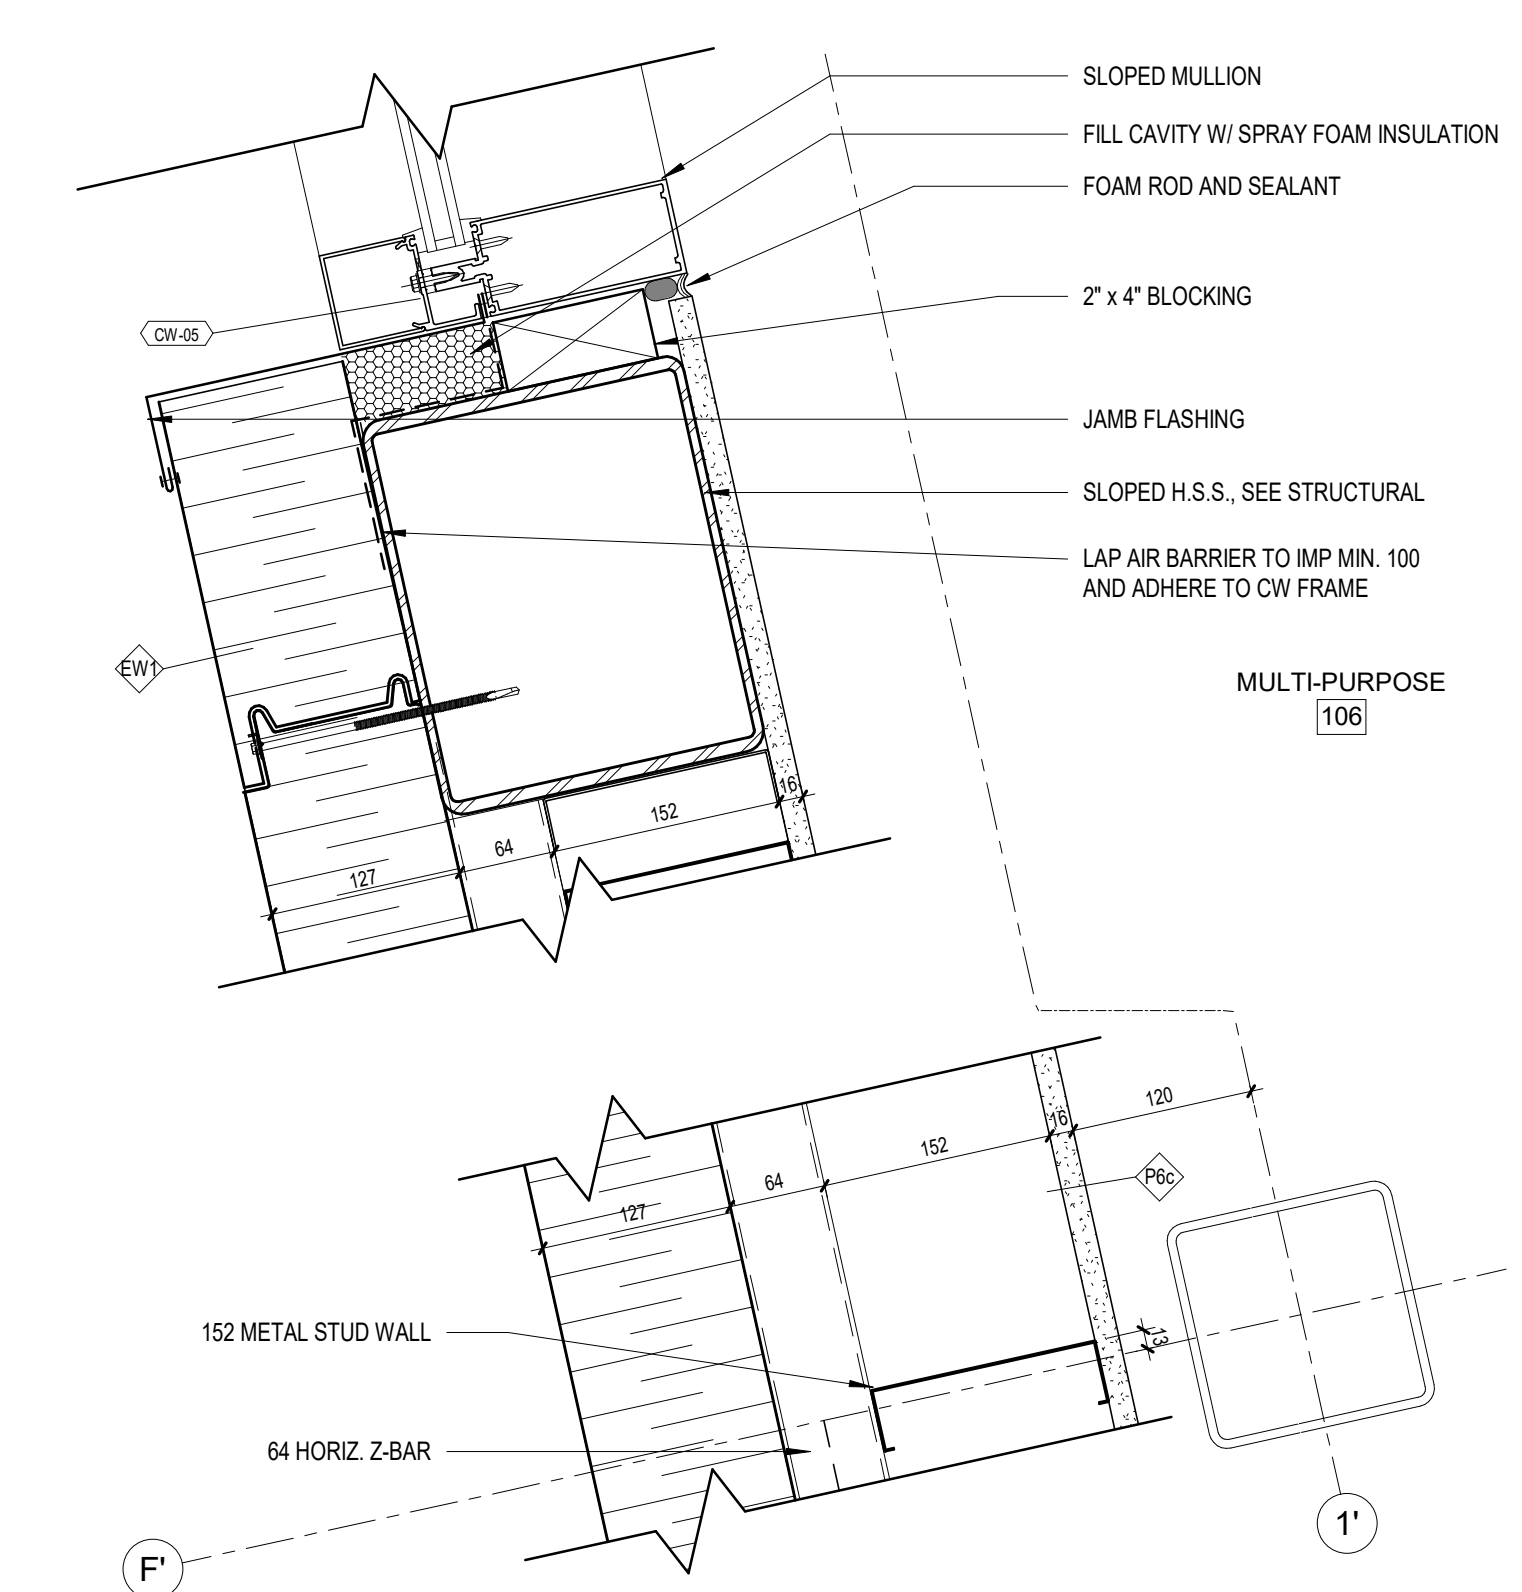 SLOPED MULLION
FILL CAVITY W/ SPRAY FOAM INSULATION
FOAM ROD AND SEALANT
2" x 4" BLOCKING
CW-05
JAMB FLASHING
SLOPED H.S.S., SEE STRUCTURAL
LAP AIR BARRIER TO IMP MIN. 100
AND ADHERE TO CW FRAME
EW1
MULTI-PURPOSE
106
16
152
64
127
120
16
152
P6c
64
127
13
152 METAL STUD WALL
64 HORIZ. Z-BAR
1'
F'